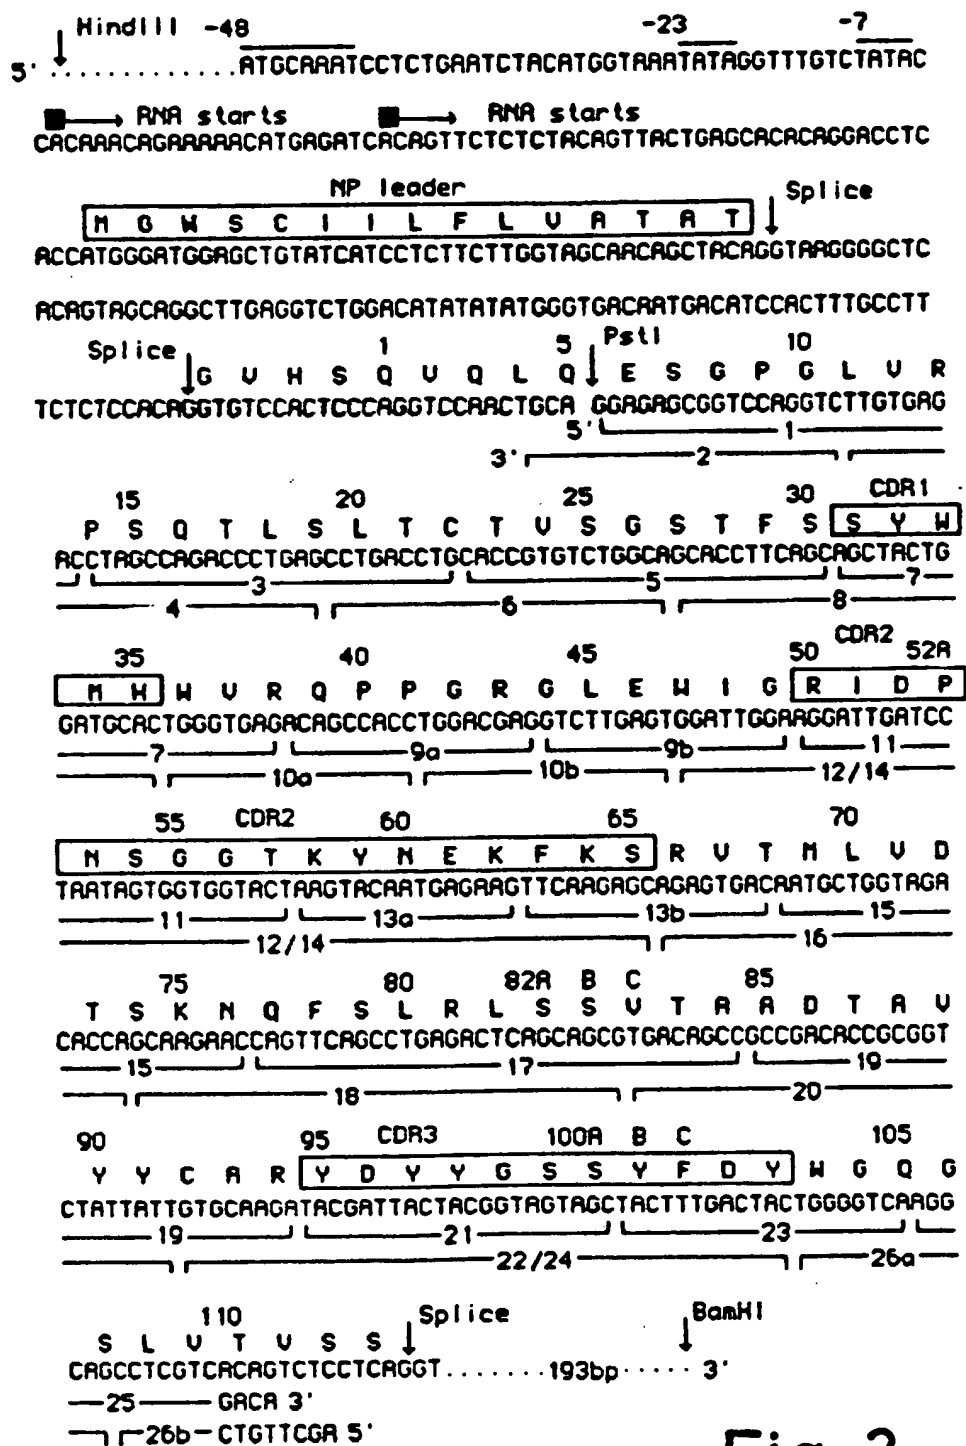 HindIII -48 -23 -7
5' .............ATGCAAATCCTCTGAATCTACATGGTAAATATAGGTTTGTCTATAC
RNA starts RNA starts
CACAAACAGAAAAACATGAGATCACAGTTCTCTCTACAGTTACTGAGCACACAGGACCTC
NP leader Splice
M G W S C I I L F L V A T A T
ACCATGGGATGGAGCTGTATCATCCTCTTCTTGGTAGCAACAGCTACAGGTAAGGGGCTC
ACAGTAGCAGGCTTGAGGTCTGGACATATATATGGGTGACAATGACATCCACTTTGCCTT
Splice 1 5 PstI 10
G V H S Q V Q L Q E S G P G L V R
TCTCTCCACAGGTGTCCACTCCCAGGTCCAACTGCA GGAGAGCGGTCCAGGTCTTGTGAG
5' 1
3' 2
15 20 25 30 CDR1
P S Q T L S L T C T V S G S T F S S Y W
ACCTAGCCAGACCCTGAGCCTGACCTGCACCGTGTCTGGCAGCACCTTCAGCAGCTACTG
3 5 7
4 6 8
35 40 45 50 CDR2 52A
M H W V R Q P P G R G L E W I G R I D P
GATGCACTGGGTGAGACAGCCACCTGGACGAGGTCTTGAGTGGATTGGAAGGATTGATCC
7 9a 9b 11
10a 10b 12/14
55 CDR2 60 65 70
N S G G T K Y N E K F K S R V T M L V D
TAATAGTGGTGGTACTAAGTACAATGAGAAGTTCAAGAGCAGAGTGACAATGCTGGTAGA
11 13a 13b 15
12/14 16
75 80 82A B C 85
T S K N Q F S L R L S S V T A A D T A V
CACCAGCAAGAACCAGTTCAGCCTGAGACTCAGCAGCGTGACAGCCGCCGACACCGCGGT
15 17 19
18 20
90 95 CDR3 100A B C 105
Y Y C A R Y D Y Y G S S Y F D Y W G Q G
CTATTATTGTGCAAGATACGATTACTACGGTAGTAGCTACTTTGACTACTGGGGTCAAGG
19 21 23
22/24 26a
110 Splice BamHI
S L V T V S S
CAGCCTCGTCACAGTCTCCTCAGGT.......193bp..... 3'
25 GACA 3'
26b CTGTTCGA 5'